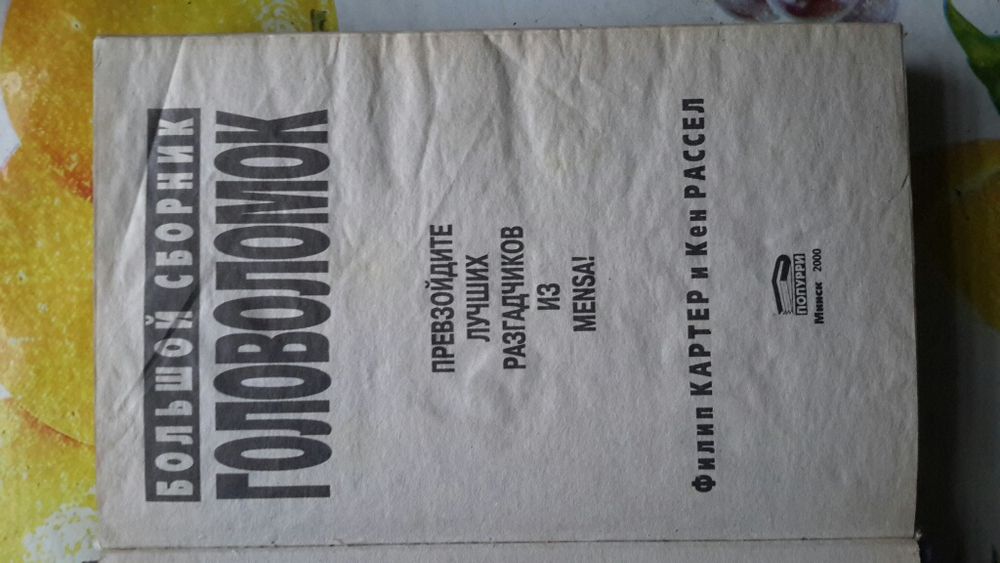 БОЛЬШОЙ СБОРНИК
ГОЛОВОЛОМОК
ПРЕВЗОЙДИТЕ
ЛУЧШИХ
РАЗГАДЧИКОВ
ИЗ
MENSA!
Филип КАРТЕР и Кен РАССЕЛ
ПОПУРРИ
Минск 2000